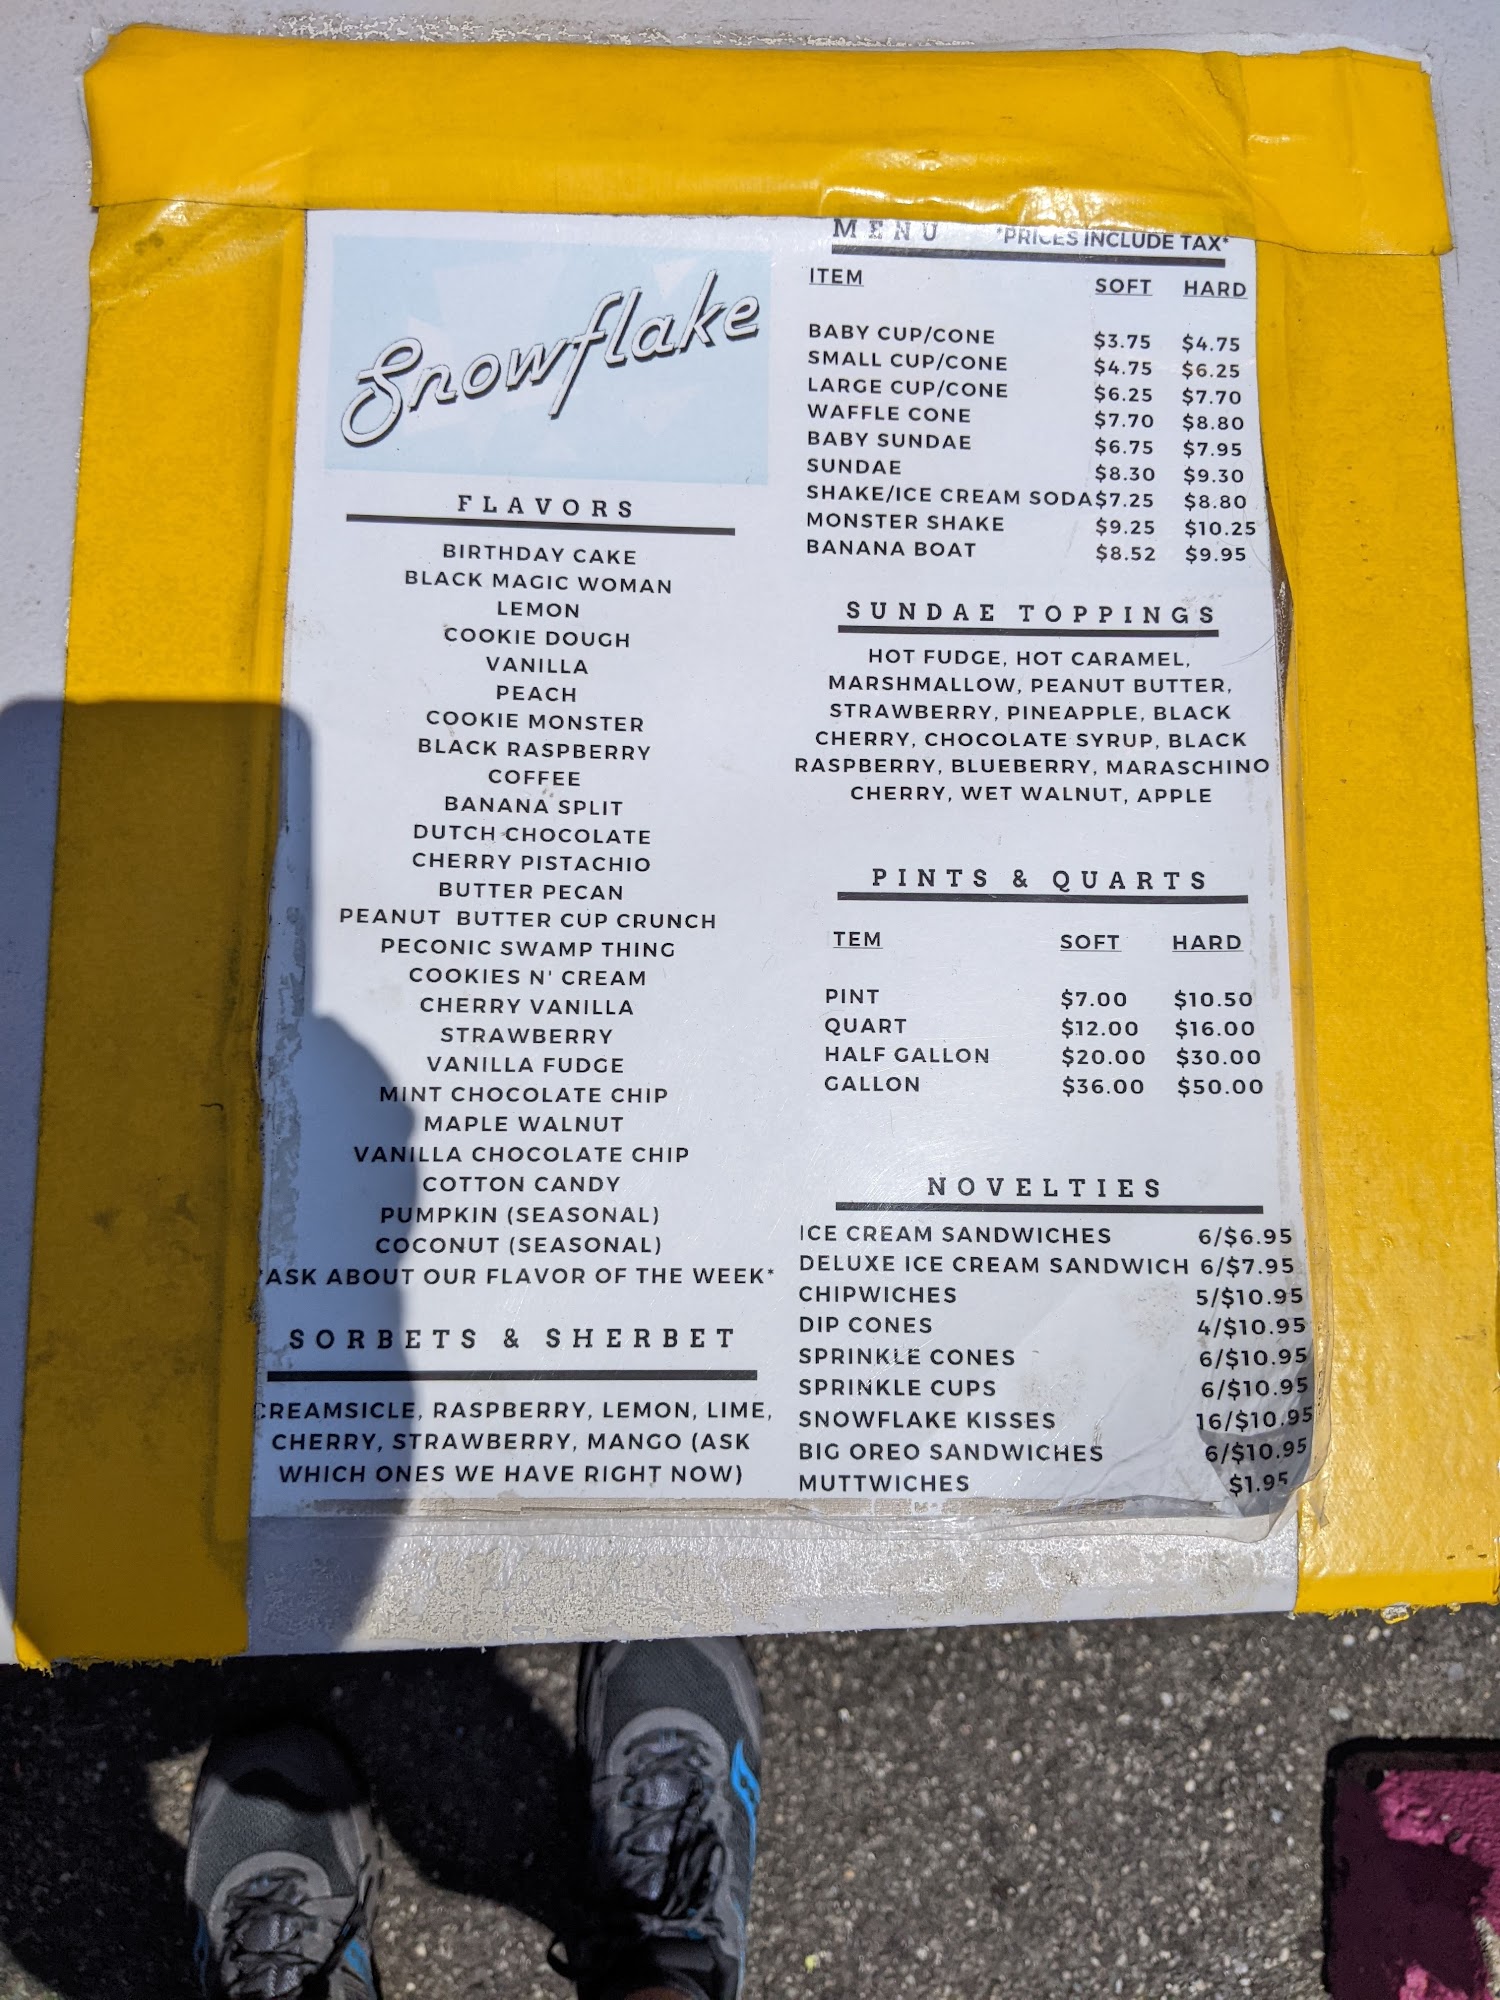 Snowflake
FLAVORS
BIRTHDAY CAKE
BLACK MAGIC WOMAN
LEMON
COOKIE DOUGH
VANILLA
PEACH
COOKIE MONSTER
BLACK RASPBERRY
COFFEE
BANANA SPLIT
DUTCH CHOCOLATE
CHERRY PISTACHIO
BUTTER PECAN
PEANUT BUTTER CUP CRUNCH
PECONIC SWAMP THING
COOKIES N' CREAM
CHERRY VANILLA
STRAWBERRY
VANILLA FUDGE
MINT CHOCOLATE CHIP
MAPLE WALNUT
VANILLA CHOCOLATE CHIP
COTTON CANDY
PUMPKIN (SEASONAL)
COCONUT (SEASONAL)
*ASK ABOUT OUR FLAVOR OF THE WEEK*
SORBETS & SHERBET
CREAMSICLE, RASPBERRY, LEMON, LIME,
CHERRY, STRAWBERRY, MANGO (ASK
WHICH ONES WE HAVE RIGHT NOW)
MENU *PRICES INCLUDE TAX*
ITEM SOFT HARD
BABY CUP/CONE $3.75 $4.75
SMALL CUP/CONE $4.75 $6.25
LARGE CUP/CONE $6.25 $7.70
WAFFLE CONE $7.70 $8.80
BABY SUNDAE $6.75 $7.95
SUNDAE $8.30 $9.30
SHAKE/ICE CREAM SODA $7.25 $8.80
MONSTER SHAKE $9.25 $10.25
BANANA BOAT $8.52 $9.95
SUNDAE TOPPINGS
HOT FUDGE, HOT CARAMEL,
MARSHMALLOW, PEANUT BUTTER,
STRAWBERRY, PINEAPPLE, BLACK
CHERRY, CHOCOLATE SYRUP, BLACK
RASPBERRY, BLUEBERRY, MARASCHINO
CHERRY, WET WALNUT, APPLE
PINTS & QUARTS
TEM SOFT HARD
PINT $7.00 $10.50
QUART $12.00 $16.00
HALF GALLON $20.00 $30.00
GALLON $36.00 $50.00
NOVELTIES
ICE CREAM SANDWICHES 6/$6.95
DELUXE ICE CREAM SANDWICH 6/$7.95
CHIPWICHES 5/$10.95
DIP CONES 4/$10.95
SPRINKLE CONES 6/$10.95
SPRINKLE CUPS 6/$10.95
SNOWFLAKE KISSES 16/$10.95
BIG OREO SANDWICHES 6/$10.95
MUTTWICHES $1.95